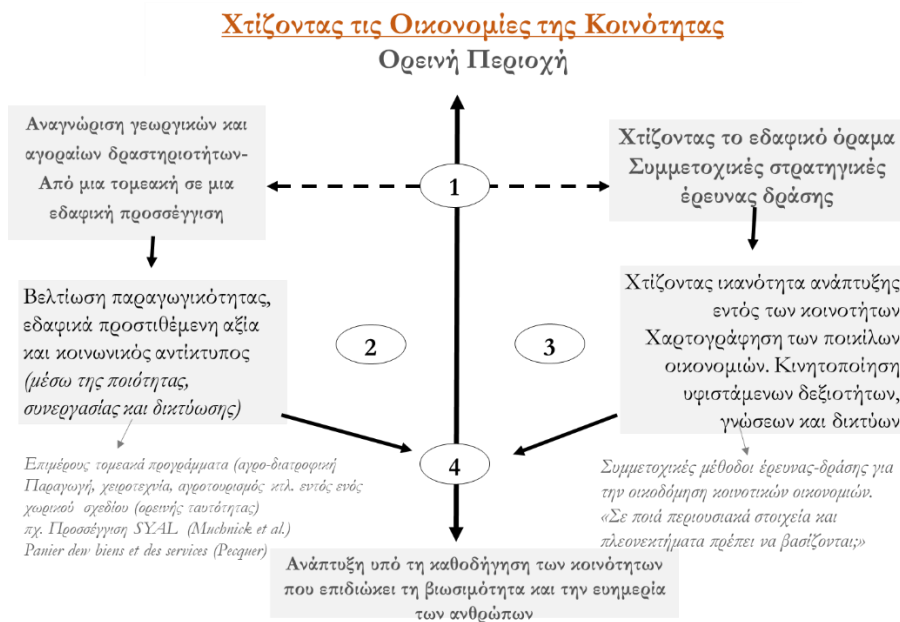 Χτίζοντας τις Οικονομίες της Κοινότητας
Ορεινή Περιοχή
Αναγνώριση γεωργικών και
αγοραίων δραστηριοτήτων-
Από μια τομεακή σε μια
εδαφική προσσέγγιση
1
Χτίζοντας το εδαφικό όραμα
Συμμετοχικές στρατηγικές
έρευνας δράσης
Βελτίωση παραγωγικότητας,
εδαφικά προστιθέμενη αξία
και κοινωνικός αντίκτυπος
(μέσω της ποιότητας,
συνεργασίας και δικτύωσης)
2
3
Χτίζοντας ικανότητα ανάπτυξης
εντός των κοινοτήτων
Χαρτογράφηση των ποικίλων
οικονομιών. Κινητοποίηση
υφιστάμενων δεξιοτήτων,
γνώσεων και δικτύων
4
Επιμέρους τομεακά προγράμματα (αγρο-διατροφική
Παραγωγή, χειροτεχνία, αγροτουρισμός κτλ. εντός ενός
χωρικού σχεδίου (ορεινής ταυτότητας)
πχ. Προσσέγγιση SYAL (Muchnick et al.)
Panier dew biens et des services (Pecquer)
Συμμετοχικές μέθοδοι έρευνας-δράσης για
την οικοδόμηση κοινοτικών οικονομιών.
«Σε ποιά περιουσιακά στοιχεία και
πλεονεκτήματα πρέπει να βασίζονται;»
Ανάπτυξη υπό τη καθοδήγηση των κοινότητων
που επιδιώκει τη βιωσιμότητα και την ευημερία
των ανθρώπων